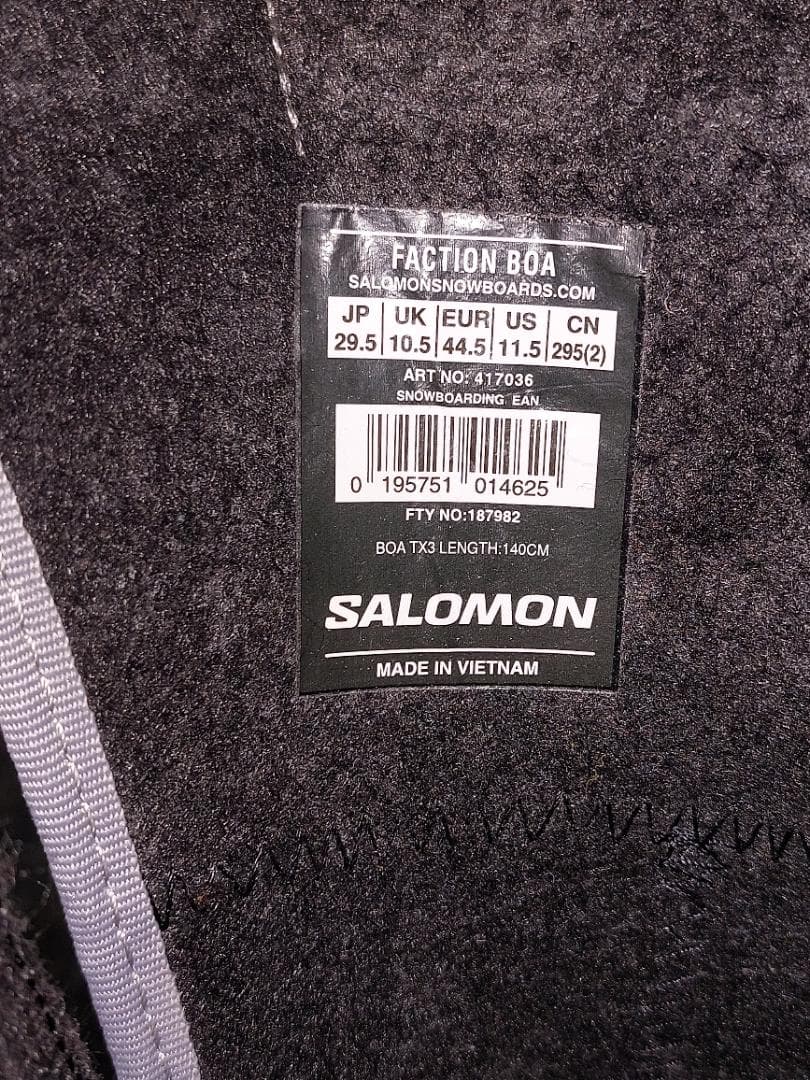 FACTION BOA
SALOMONSNOWBOARDS.COM
JP UK EUR US CN
29.5 10.5 44.5 11.5 295(2)
ART NO: 417036
SNOWBOARDING EAN
0 195751 014625
FTY NO:187982
BOA TX3 LENGTH:140CM
SALOMON
MADE IN VIETNAM